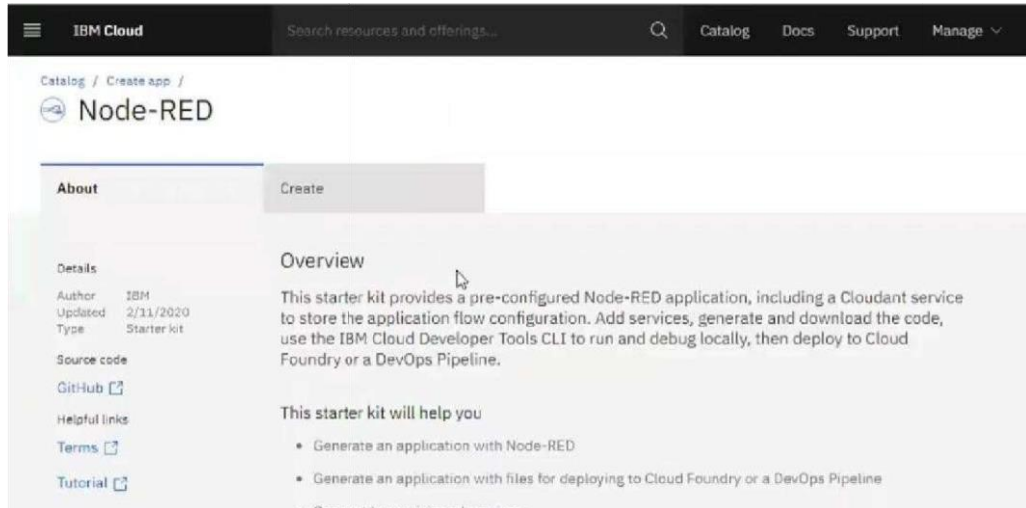 IBM Cloud
Search resources and offerings...
Catalog
Docs
Support
Manage
Catalog / Create app /
Node-RED
About
Create
Details
Author IBM
Updated 2/11/2020
Type Starter kit
Source code
GitHub
Helpful links
Terms
Tutorial
Overview
This starter kit provides a pre-configured Node-RED application, including a Cloudant service
to store the application flow configuration. Add services, generate and download the code,
use the IBM Cloud Developer Tools CLI to run and debug locally, then deploy to Cloud
Foundry or a DevOps Pipeline.
This starter kit will help you
• Generate an application with Node-RED
• Generate an application with files for deploying to Cloud Foundry or a DevOps Pipeline